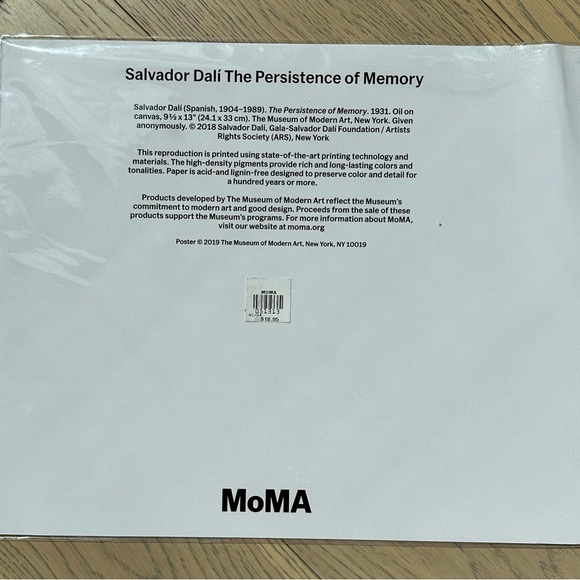 Salvador Dalí The Persistence of Memory
Salvador Dalí (Spanish, 1904–1989). The Persistence of Memory. 1931. Oil on
canvas, 9½ x 13" (24.1 x 33 cm). The Museum of Modern Art, New York. Given
anonymously. © 2018 Salvador Dalí, Gala-Salvador Dalí Foundation / Artists
Rights Society (ARS), New York
This reproduction is printed using state-of-the-art printing technology and
materials. The high-density pigments provide rich and long-lasting colors and
tonalities. Paper is acid-and lignin-free designed to preserve color and detail for
a hundred years or more.
Products developed by The Museum of Modern Art reflect the Museum's
commitment to modern art and good design. Proceeds from the sale of these
products support the Museum's programs. For more information about MoMA,
visit our website at moma.org
Poster © 2019 The Museum of Modern Art, New York, NY 10019
MOMA
$18.95
MoMA